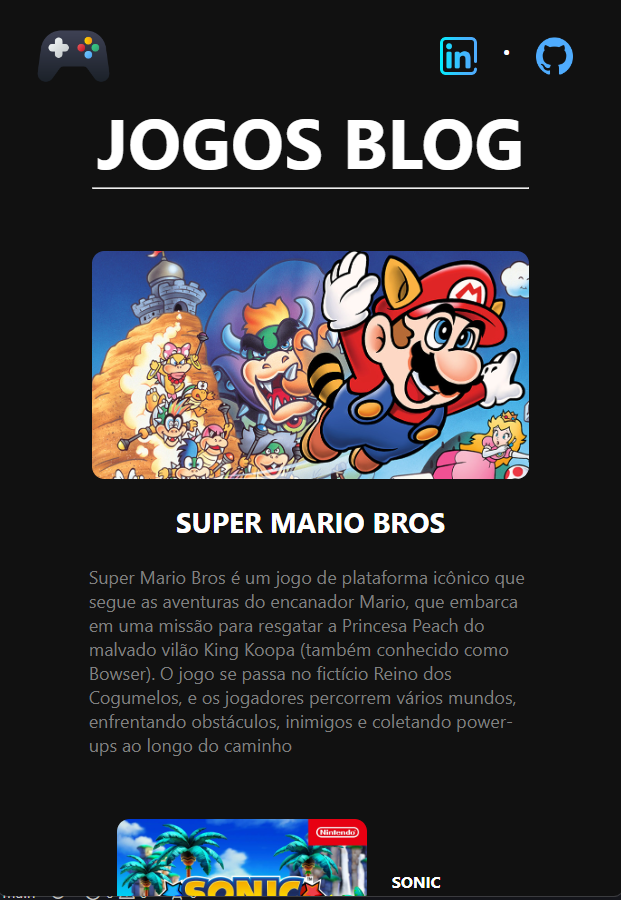 in
JOGOS BLOG
M
SUPER MARIO BROS
Super Mario Bros é um jogo de plataforma icônico que
segue as aventuras do encanador Mario, que embarca
em uma missão para resgatar a Princesa Peach do
malvado vilão King Koopa (também conhecido como
Bowser). O jogo se passa no fictício Reino dos
Cogumelos, e os jogadores percorrem vários mundos,
enfrentando obstáculos, inimigos e coletando power-
ups ao longo do caminho
Nintendo
SONIC
SONIC